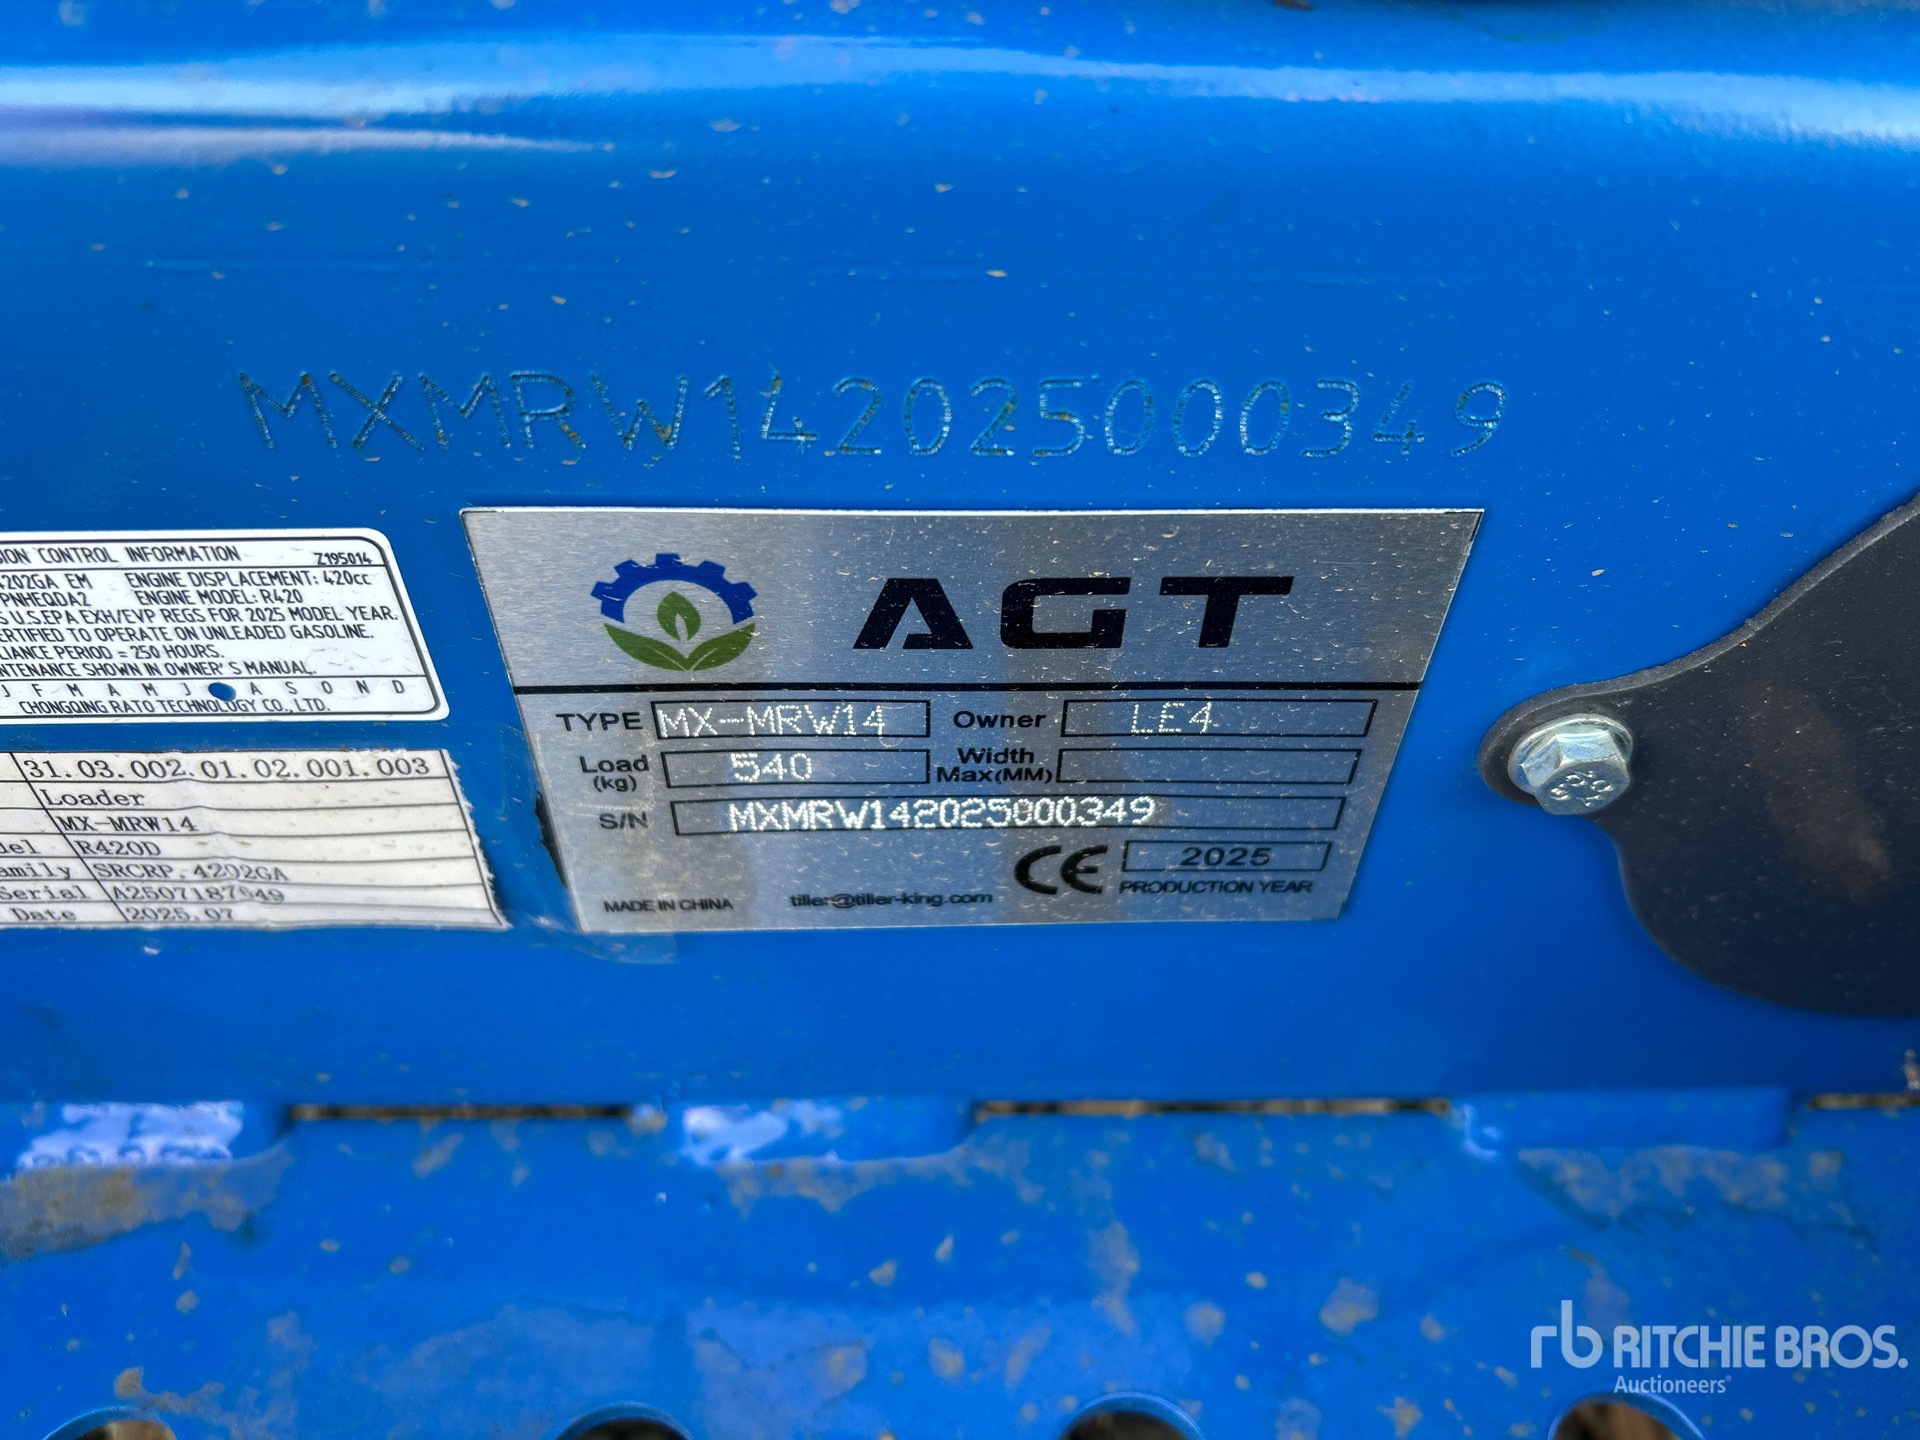 MXMRW142025000349
ION CONTROL INFORMATION Z195014
4202GA EM ENGINE DISPLACEMENT: 420cc
PNHEQDA2 ENGINE MODEL: R420
S U.S.EPA EXH/EVP REGS FOR 2025 MODEL YEAR.
ERTIFIED TO OPERATE ON UNLEADED GASOLINE.
LIANCE PERIOD = 250 HOURS.
NTENANCE SHOWN IN OWNER'S MANUAL.
J F M A M J A S O N D
CHONGQING RATO TECHNOLOGY CO., LTD.
31.03.002.01.02.001.003
Loader
MX-MRW14
del R420D
amily SRCRP.4202GA
Serial A2507187649
Date 2025.07
AGT
TYPE MX-MRW14 Owner LE4
Load (kg) 540 Width Max(MM)
S/N MXMRW142025000349
CE 2025
PRODUCTION YEAR
MADE IN CHINA tiller@tiller-king.com
rb RITCHIE BROS.
Auctioneers